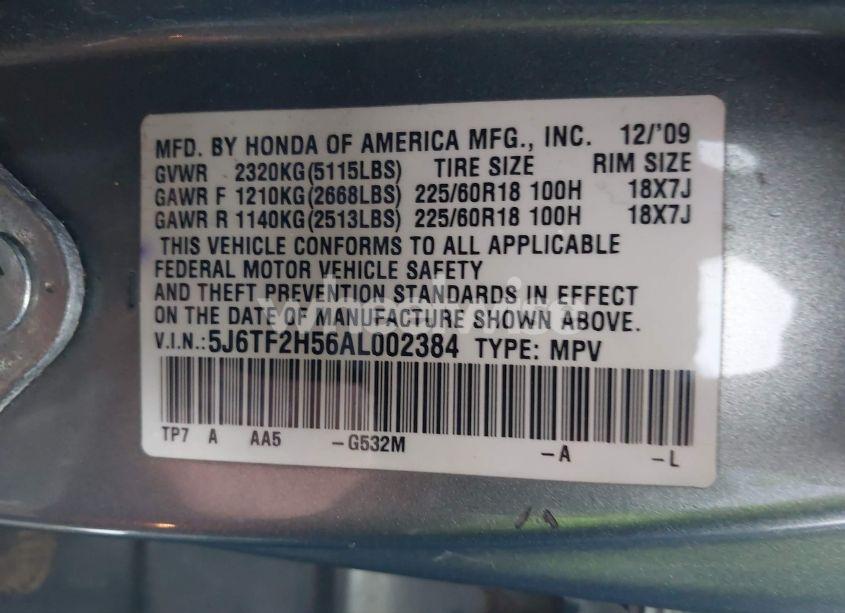 MFD. BY HONDA OF AMERICA MFG., INC. 12/'09
GVWR 2320KG(5115LBS) TIRE SIZE RIM SIZE
GAWR F 1210KG(2668LBS) 225/60R18 100H 18X7J
GAWR R 1140KG(2513LBS) 225/60R18 100H 18X7J
THIS VEHICLE CONFORMS TO ALL APPLICABLE
FEDERAL MOTOR VEHICLE SAFETY
AND THEFT PREVENTION STANDARDS IN EFFECT
ON THE DATE OF MANUFACTURE SHOWN ABOVE.
V.I.N.:5J6TF2H56AL002384 TYPE: MPV
TP7 A AA5 -G532M -A -L